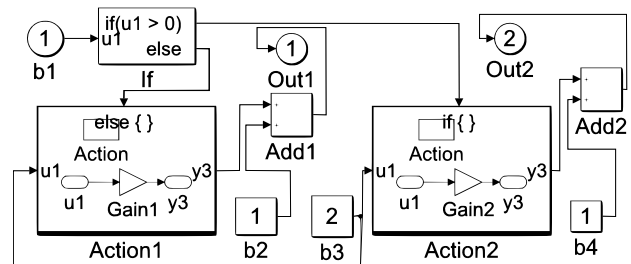 1
b1
if(u1 > 0)
u1
else
If
1
Out1
2
Out2
else { }
Action
u1
y3
u1
Gain1
y3
Action1
Add1
1
b2
2
b3
if { }
Action
u1
y3
u1
Gain2
y3
Action2
Add2
1
b4